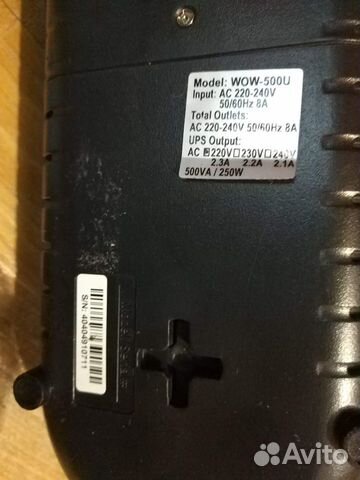 Model: WOW-500U
Input: AC 220-240V
50/60Hz 8A
Total Outlets:
AC 220-240V 50/60Hz 8A
UPS Output:
AC ☑220V☐230V☐240V
2.3A 2.2A 2.1A
500VA / 250W
S/N: 40404910711
Avito